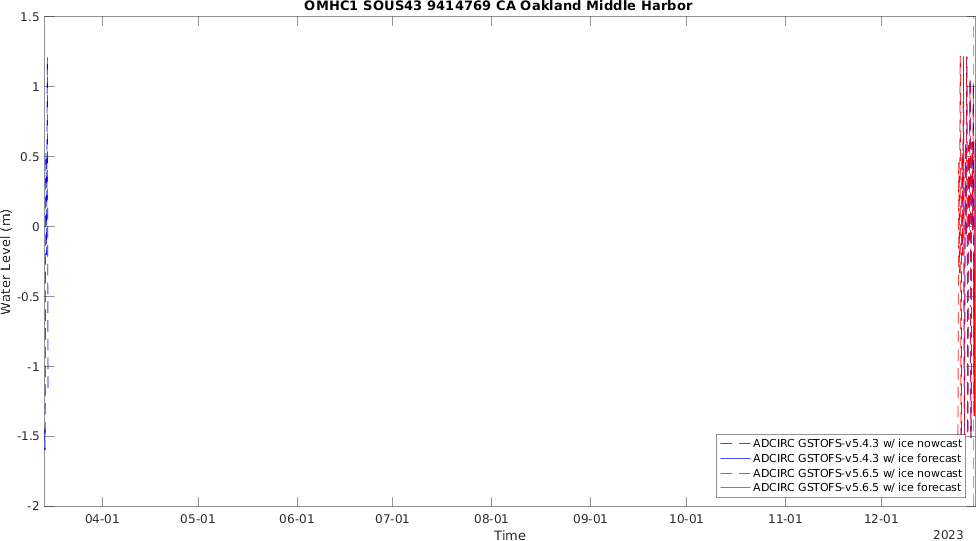 OMHC1 SOUS43 9414769 CA Oakland Middle Harbor
1.5
1
0.5
0
-0.5
-1
-1.5
-2
Water Level (m)
ADCIRC GSTOFS-v5.4.3 w/ ice nowcast
ADCIRC GSTOFS-v5.4.3 w/ ice forecast
ADCIRC GSTOFS-v5.6.5 w/ ice nowcast
ADCIRC GSTOFS-v5.6.5 w/ ice forecast
04-01 05-01 06-01 07-01 08-01 09-01 10-01 11-01 12-01
Time
2023